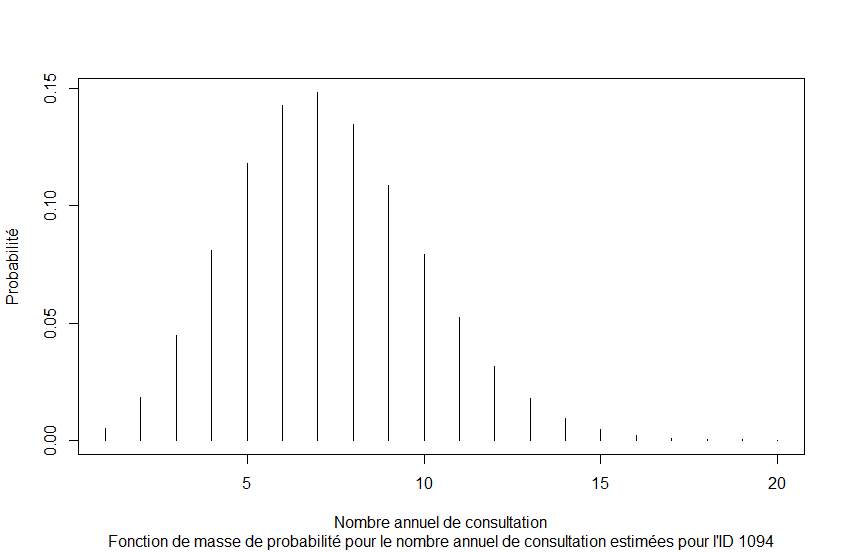 0.15
0.10
0.05
0.00
Probabilité
5 10 15 20
Nombre annuel de consultation
Fonction de masse de probabilité pour le nombre annuel de consultation estimées pour l'ID 1094